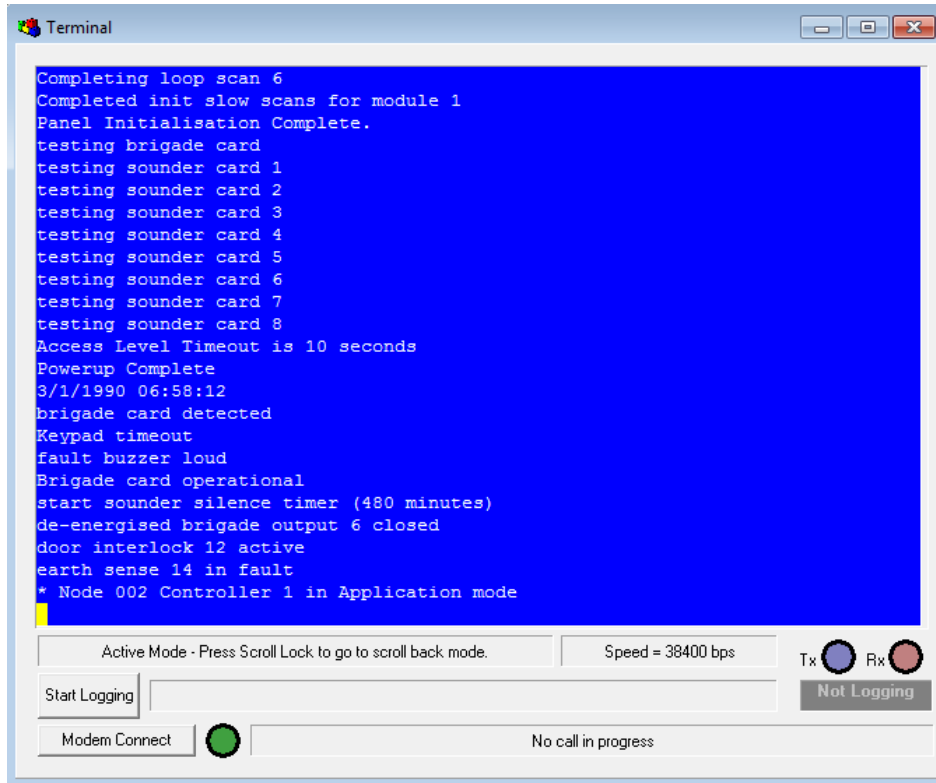 Terminal
Completing loop scan 6
Completed init slow scans for module 1
Panel Initialisation Complete.
testing brigade card
testing sounder card 1
testing sounder card 2
testing sounder card 3
testing sounder card 4
testing sounder card 5
testing sounder card 6
testing sounder card 7
testing sounder card 8
Access Level Timeout is 10 seconds
Powerup Complete
3/1/1990 06:58:12
brigade card detected
Keypad timeout
fault buzzer loud
Brigade card operational
start sounder silence timer (480 minutes)
de-energised brigade output 6 closed
door interlock 12 active
earth sense 14 in fault
* Node 002 Controller 1 in Application mode
Active Mode - Press Scroll Lock to go to scroll back mode.
Speed = 38400 bps
Tx Rx
Start Logging
Not Logging
Modem Connect
No call in progress